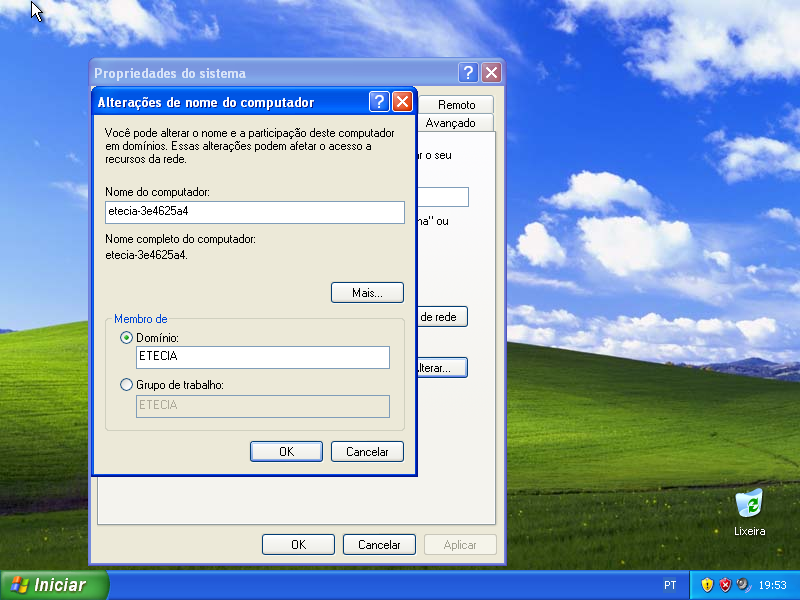 Propriedades do sistema
Alterações de nome do computador
Remoto
Avançado
Você pode alterar o nome e a participação deste computador
em domínios. Essas alterações podem afetar o acesso a
recursos da rede.
ar o seu
Nome do computador:
etecia-3e4625a4
Nome completo do computador:
etecia-3e4625a4.
ou
Mais...
de rede
Membro de
Domínio:
ETECIA
Alterar...
Grupo de trabalho:
ETECIA
OK
Cancelar
OK
Cancelar
Aplicar
Lixeira
Iniciar
PT
19:53